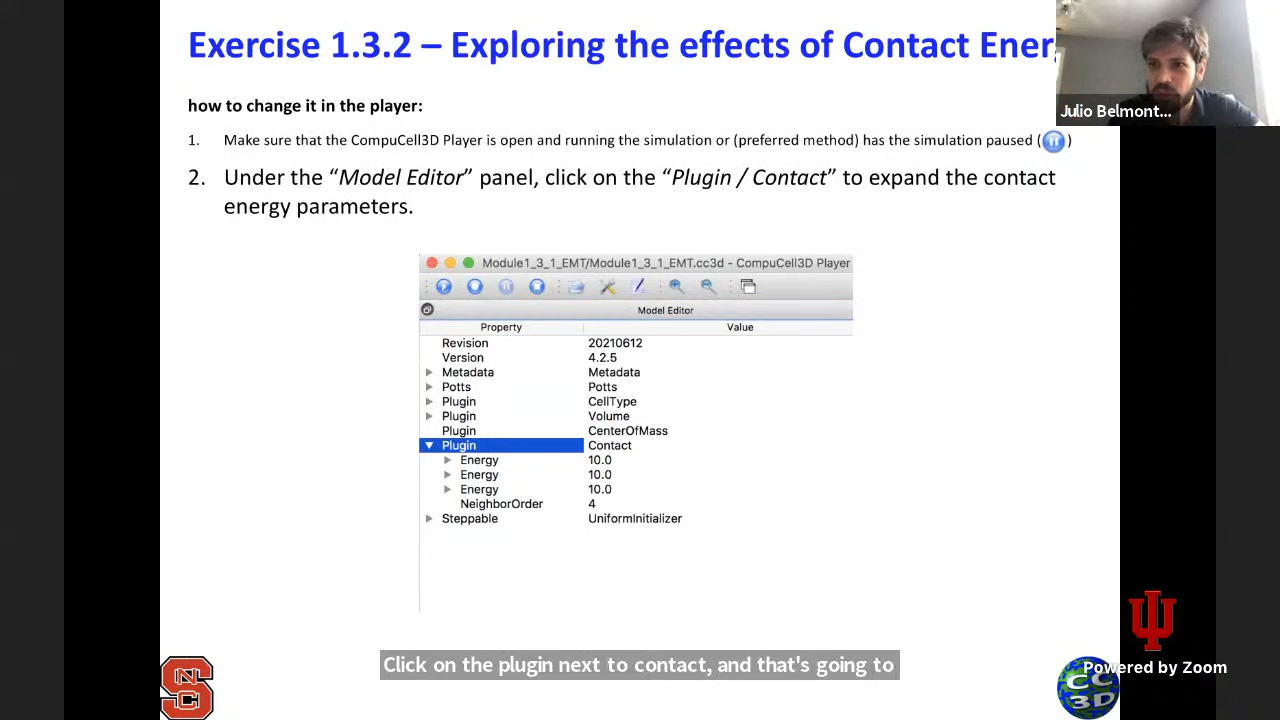 Exercise 1.3.2 – Exploring the effects of Contact Ener
how to change it in the player:
Julio Belmont...
1. Make sure that the CompuCell3D Player is open and running the simulation or (preferred method) has the simulation paused ( )
2. Under the “Model Editor” panel, click on the “Plugin / Contact” to expand the contact
energy parameters.
Module1_3_1_EMT/Module1_3_1_EMT.cc3d - CompuCell3D Player
Model Editor
Property Value
Revision 20210612
Version 4.2.5
Metadata Metadata
Potts Potts
Plugin CellType
Plugin Volume
Plugin CenterOfMass
Plugin Contact
Energy 10.0
Energy 10.0
Energy 10.0
NeighborOrder 4
Steppable UniformInitializer
Click on the plugin next to contact, and that's going to
Powered by Zoom
NC S
CC
3D